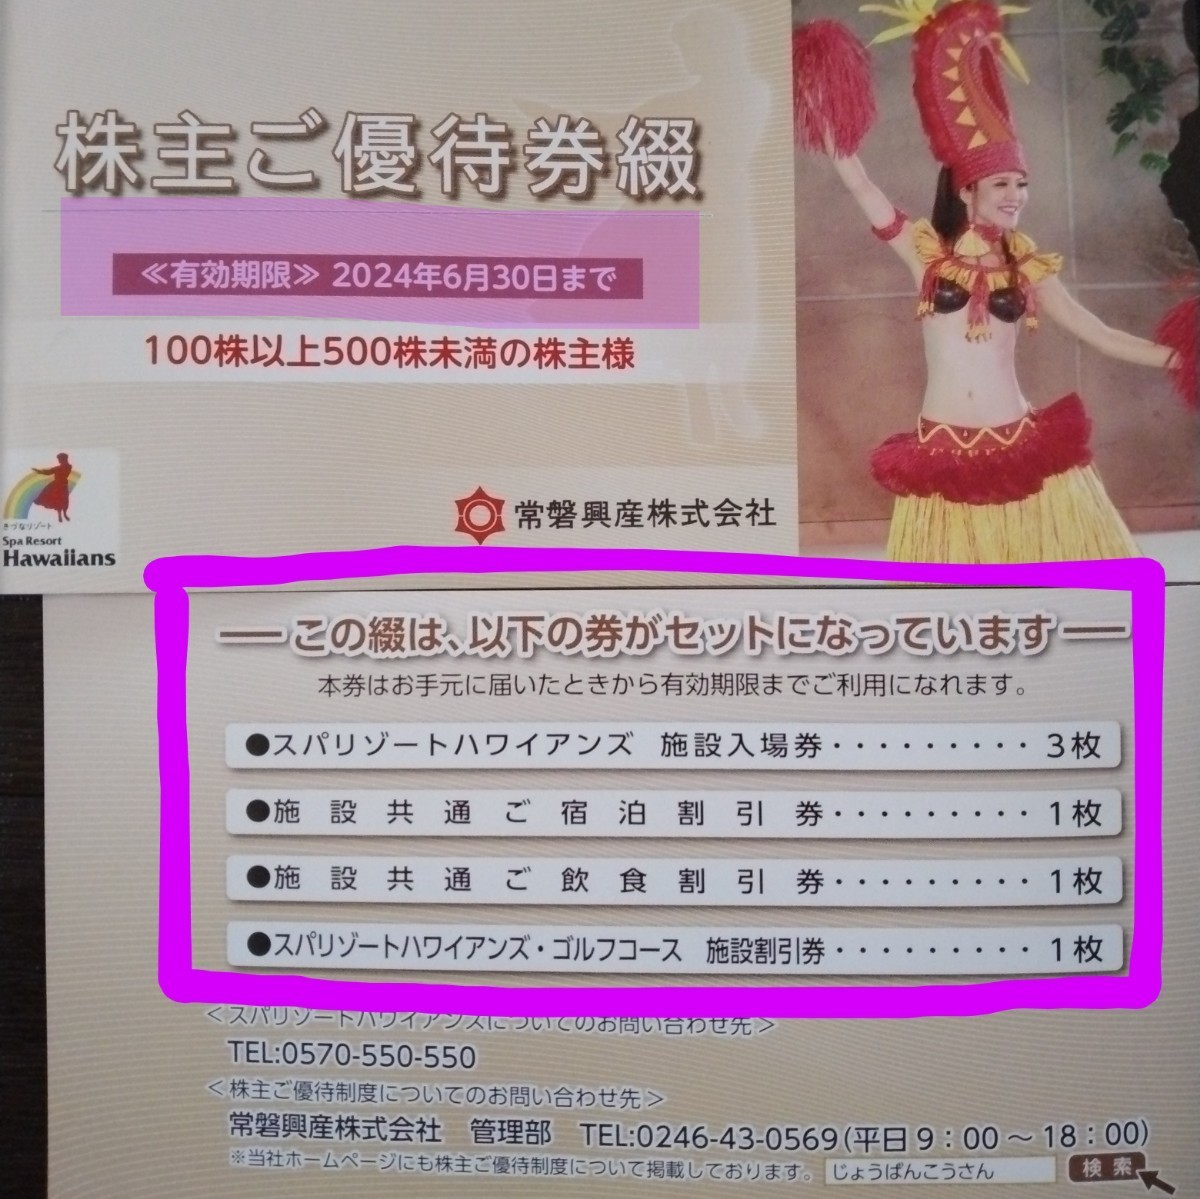 株主ご優待券綴
≪有効期限≫ 2024年6月30日まで
100株以上500株未満の株主様
きづなリゾート
Spa Resort
Hawaiians
常磐興産株式会社
この綴は、以下の券がセットになっています
本券はお手元に届いたときから有効期限までご利用になれます。
●スパリゾートハワイアンズ 施設入場券・・・・・・・・・3枚
●施設共通ご宿泊割引券・・・・・・・・・1枚
●施設共通ご飲食割引券・・・・・・・・・1枚
●スパリゾートハワイアンズ・ゴルフコース 施設割引券・・・・・・・・・1枚
＜スパリゾートハワイアンズについてのお問い合わせ先＞
TEL:0570-550-550
＜株主ご優待制度についてのお問い合わせ先＞
常磐興産株式会社 管理部 TEL:0246-43-0569(平日9：00～18：00)
※当社ホームページにも株主ご優待制度について掲載しております。 じょうばんこうさん 検索